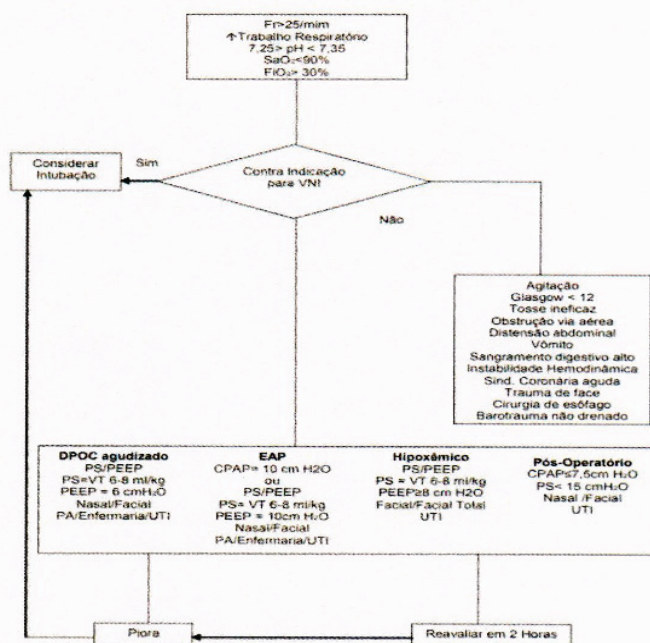 Fr>25/mim
↑Trabalho Respiratório
7,25> pH < 7,35
SaO₂<90%
FiO₂> 30%
Considerar
Intubação
Sim
Contra Indicação
para VNI
Não
Agitação
Glasgow < 12
Tosse ineficaz
Obstrução via aérea
Distensão abdominal
Vômito
Sangramento digestivo alto
Instabilidade Hemodinâmica
Sind. Coronária aguda
Trauma de face
Cirurgia de esôfago
Barotrauma não drenado
DPOC agudizado
PS/PEEP
PS=VT 6-8 ml/kg
PEEP = 6 cmH₂O
Nasal/Facial
PA/Enfermaria/UTI
EAP
CPAP= 10 cm H2O
ou
PS/PEEP
PS= VT 6-8 ml/kg
PEEP = 10cm H₂O
Nasal/Facial
PA/Enfermaria/UTI
Hipoxêmico
PS/PEEP
PS = VT 6-8 ml/kg
PEEP≥8 cm H2O
Facial/Facial Total
UTI
Pós-Operatório
CPAP≤7,5cm H₂O
PS< 15 cmH₂O
Nasal /Facial
UTI
Piora
Reavaliar em 2 Horas